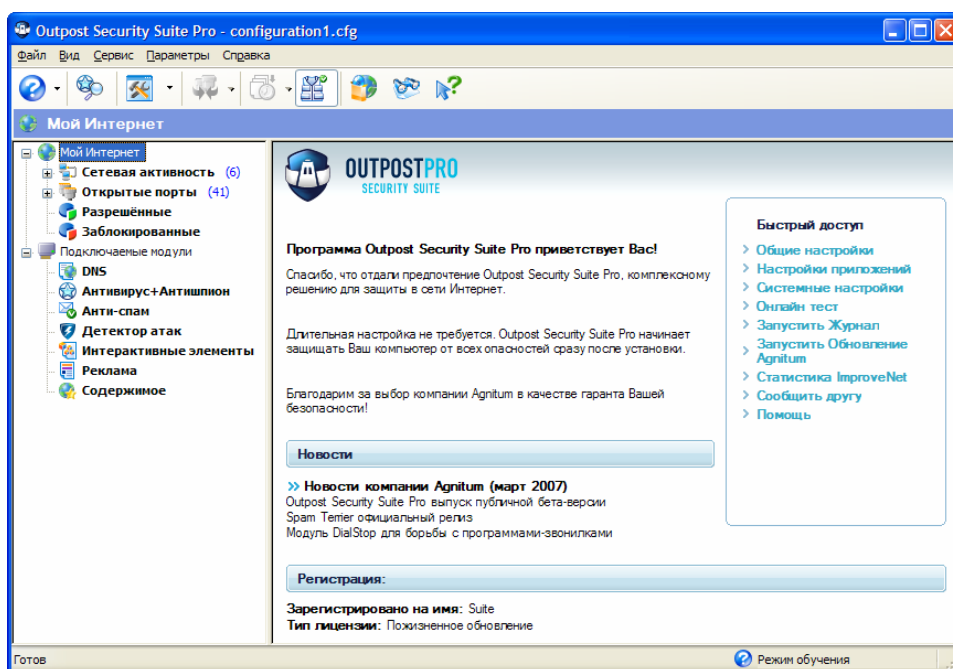 Outpost Security Suite Pro - configuration1.cfg
Файл Вид Сервис Параметры Справка
Мой Интернет
Мой Интернет
Сетевая активность (6)
Открытые порты (41)
Разрешённые
Заблокированные
Подключаемые модули
DNS
Антивирус+Антишпион
Анти-спам
Детектор атак
Интерактивные элементы
Реклама
Содержимое
OUTPOSTPRO
SECURITY SUITE
Программа Outpost Security Suite Pro приветствует Вас!
Спасибо, что отдали предпочтение Outpost Security Suite Pro, комплексному
решению для защиты в сети Интернет.
Длительная настройка не требуется. Outpost Security Suite Pro начинает
защищать Ваш компьютер от всех опасностей сразу после установки.
Благодарим за выбор компании Agnitum в качестве гаранта Вашей
безопасности!
Новости
Новости компании Agnitum (март 2007)
Outpost Security Suite Pro выпуск публичной бета-версии
Spam Terrier официальный релиз
Модуль DialStop для борьбы с программами-звонилками
Регистрация:
Зарегистрировано на имя: Suite
Тип лицензии: Пожизненное обновление
Быстрый доступ
Общие настройки
Настройки приложений
Системные настройки
Онлайн тест
Запустить Журнал
Запустить Обновление
Agnitum
Статистика ImproveNet
Сообщить другу
Помощь
Готов
Режим обучения